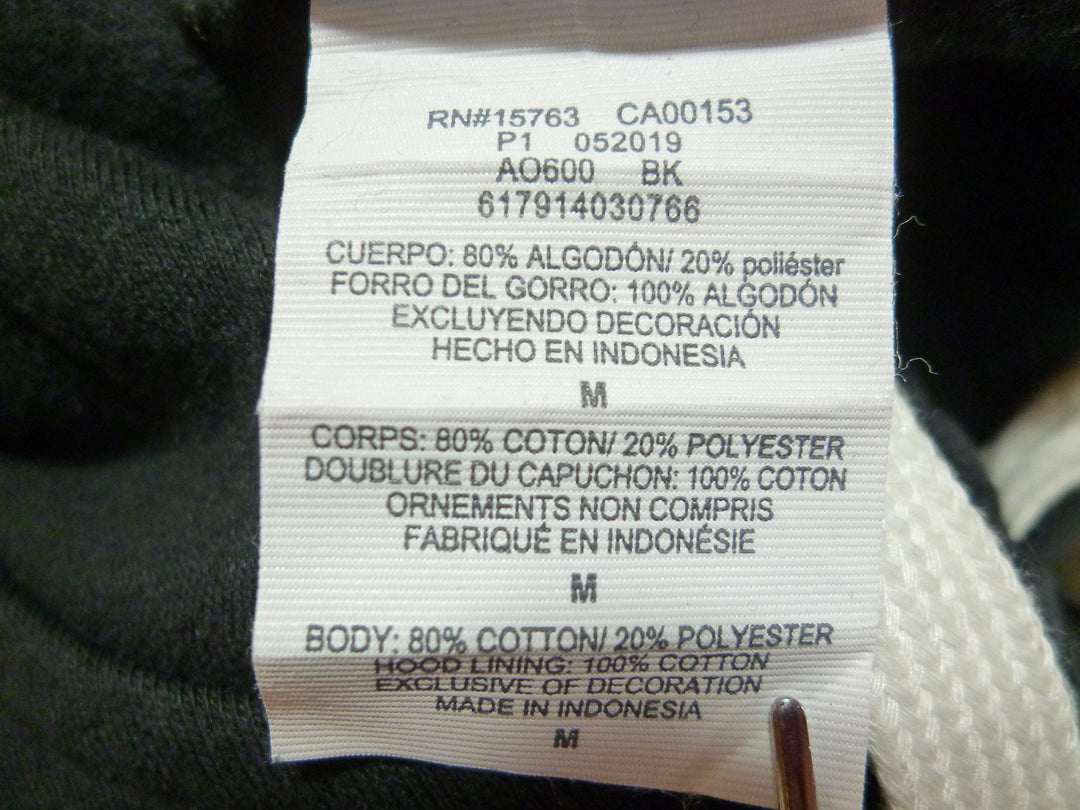 RN#15763 CA00153
P1 052019
AO600 BK
617914030766
CUERPO: 80% ALGODÓN/ 20% poliéster
FORRO DEL GORRO: 100% ALGODÓN
EXCLUYENDO DECORACIÓN
HECHO EN INDONESIA
M
CORPS: 80% COTON/ 20% POLYESTER
DOUBLURE DU CAPUCHON: 100% COTON
ORNEMENTS NON COMPRIS
FABRIQUÉ EN INDONÉSIE
M
BODY: 80% COTTON/ 20% POLYESTER
HOOD LINING: 100% COTTON
EXCLUSIVE OF DECORATION
MADE IN INDONESIA
M